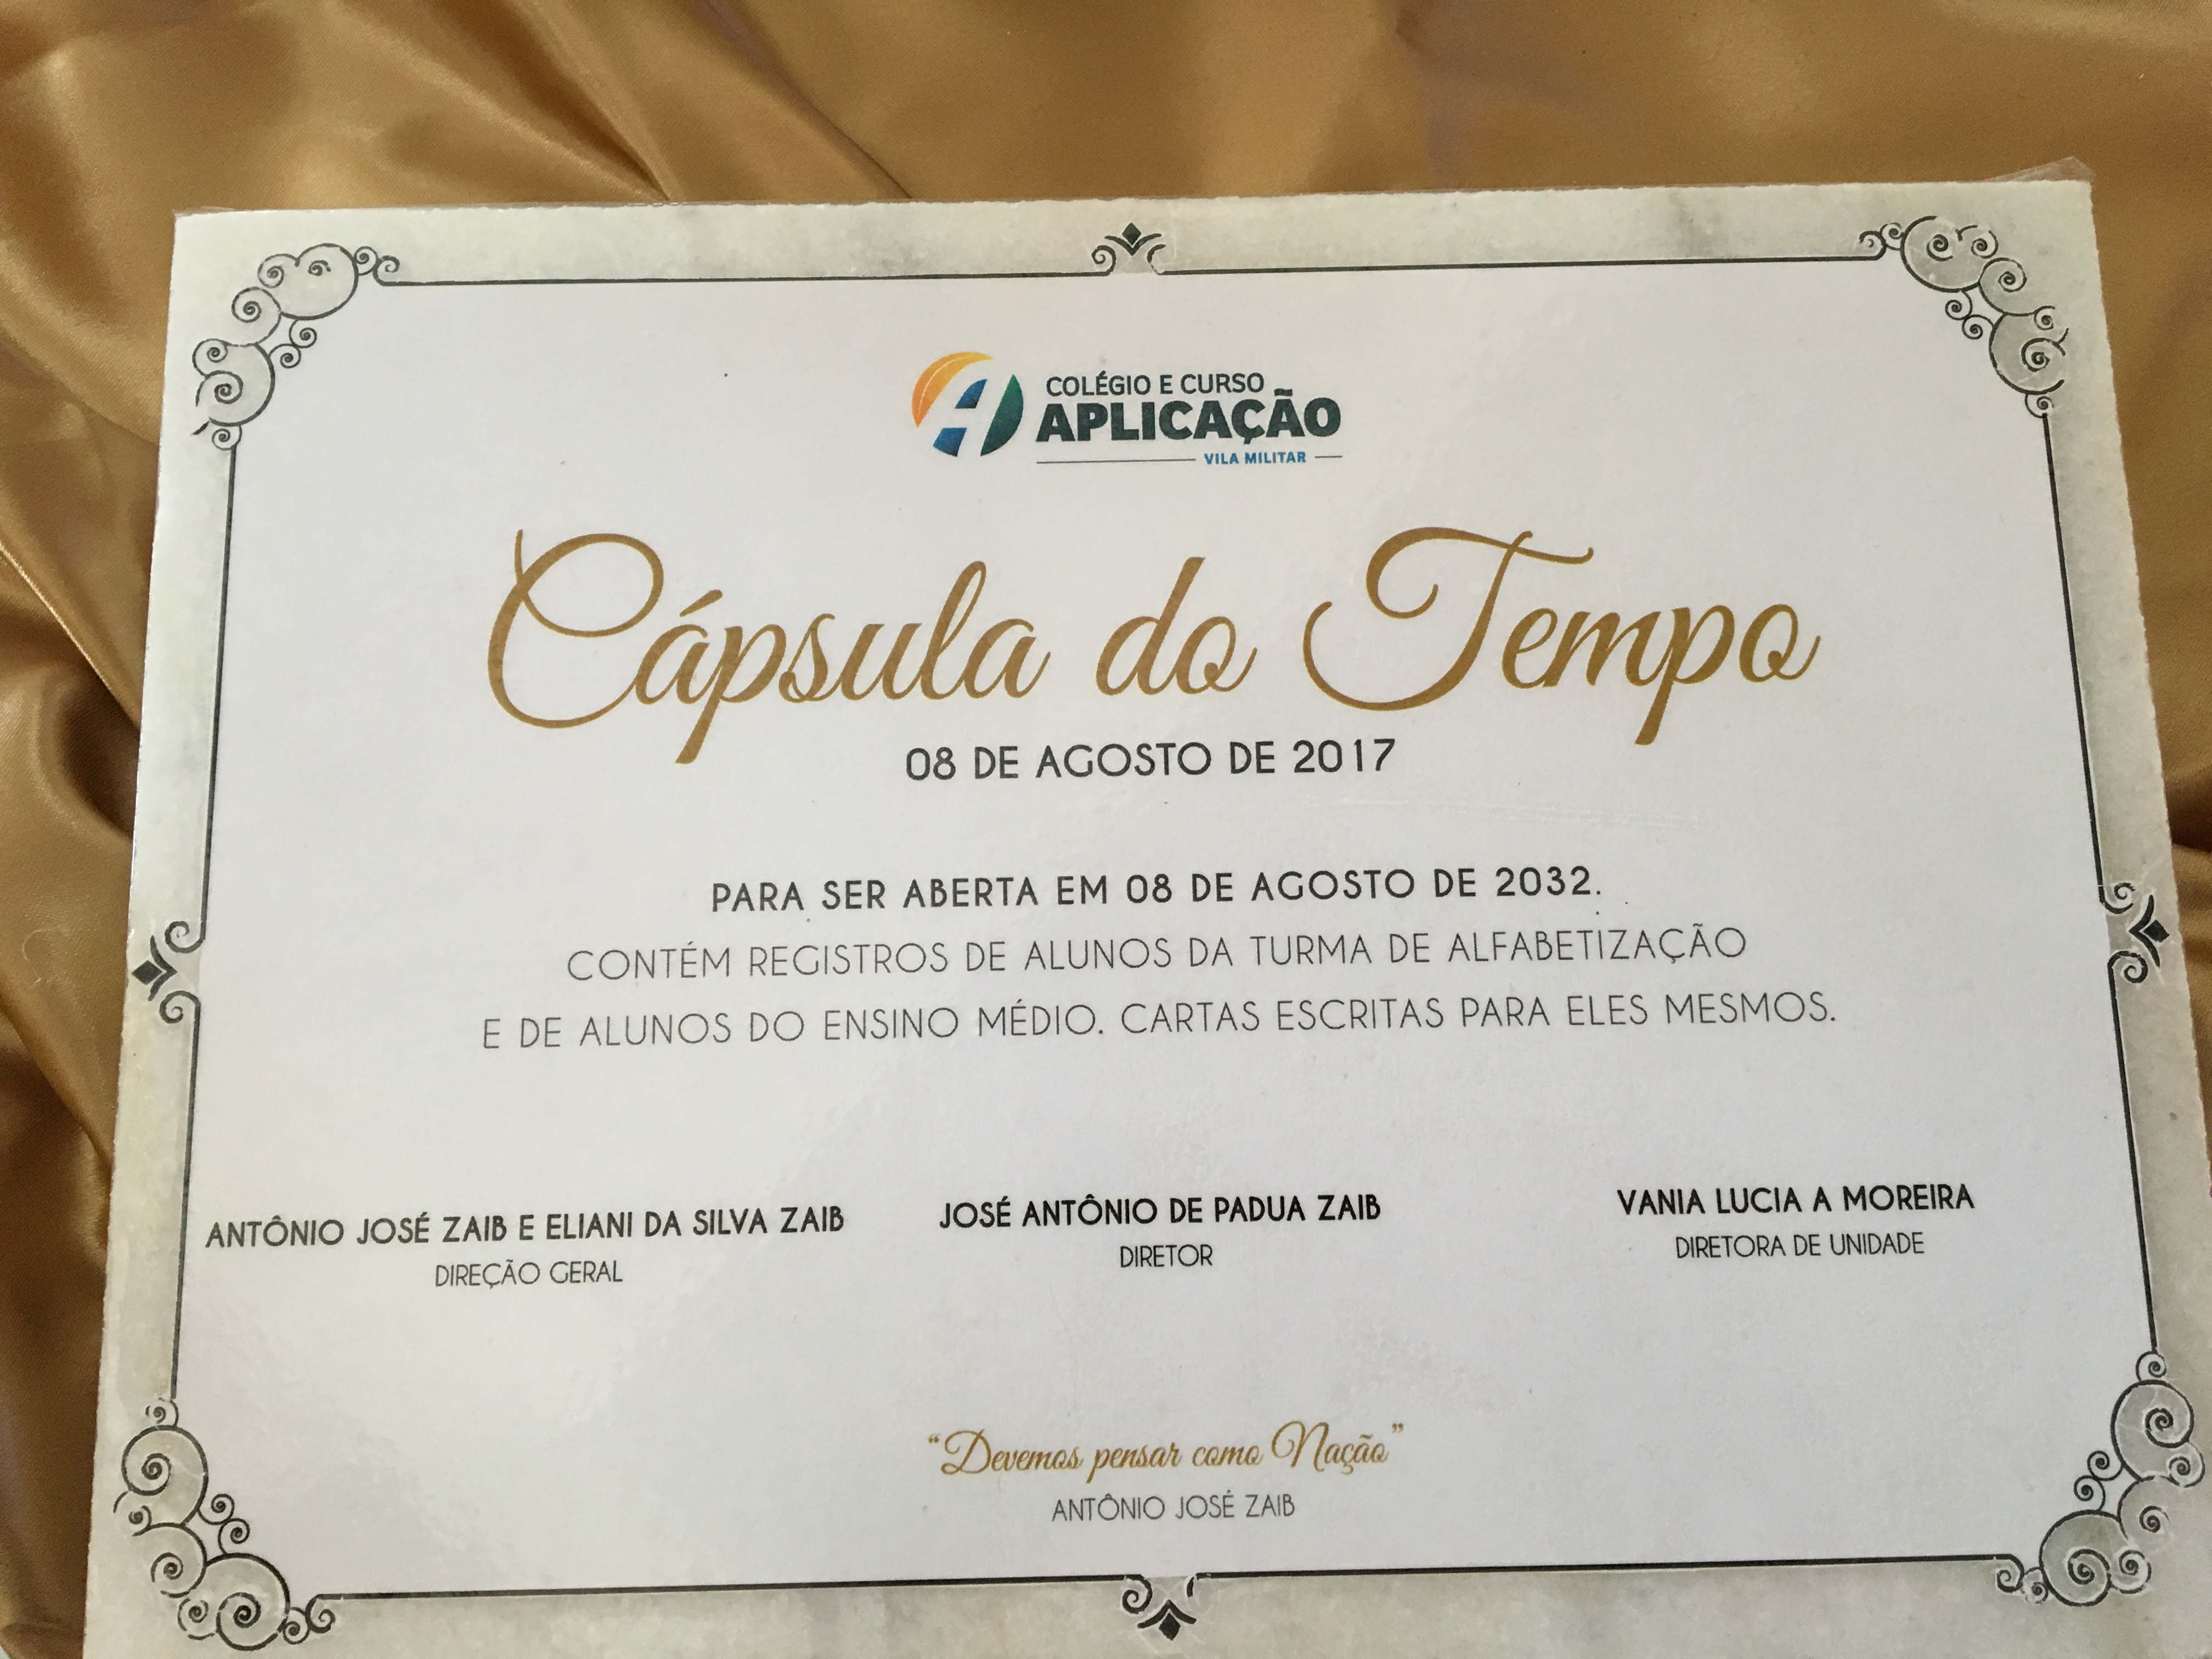 COLÉGIO E CURSO
APLICAÇÃO
VILA MILITAR
Cápsula do Tempo
08 DE AGOSTO DE 2017
PARA SER ABERTA EM 08 DE AGOSTO DE 2032.
CONTÉM REGISTROS DE ALUNOS DA TURMA DE ALFABETIZAÇÃO
E DE ALUNOS DO ENSINO MÉDIO. CARTAS ESCRITAS PARA ELES MESMOS.
ANTÔNIO JOSÉ ZAIB E ELIANI DA SILVA ZAIB
DIREÇÃO GERAL
JOSÉ ANTÔNIO DE PADUA ZAIB
DIRETOR
VANIA LUCIA A MOREIRA
DIRETORA DE UNIDADE
“Devemos pensar como Nação”
ANTÔNIO JOSÉ ZAIB